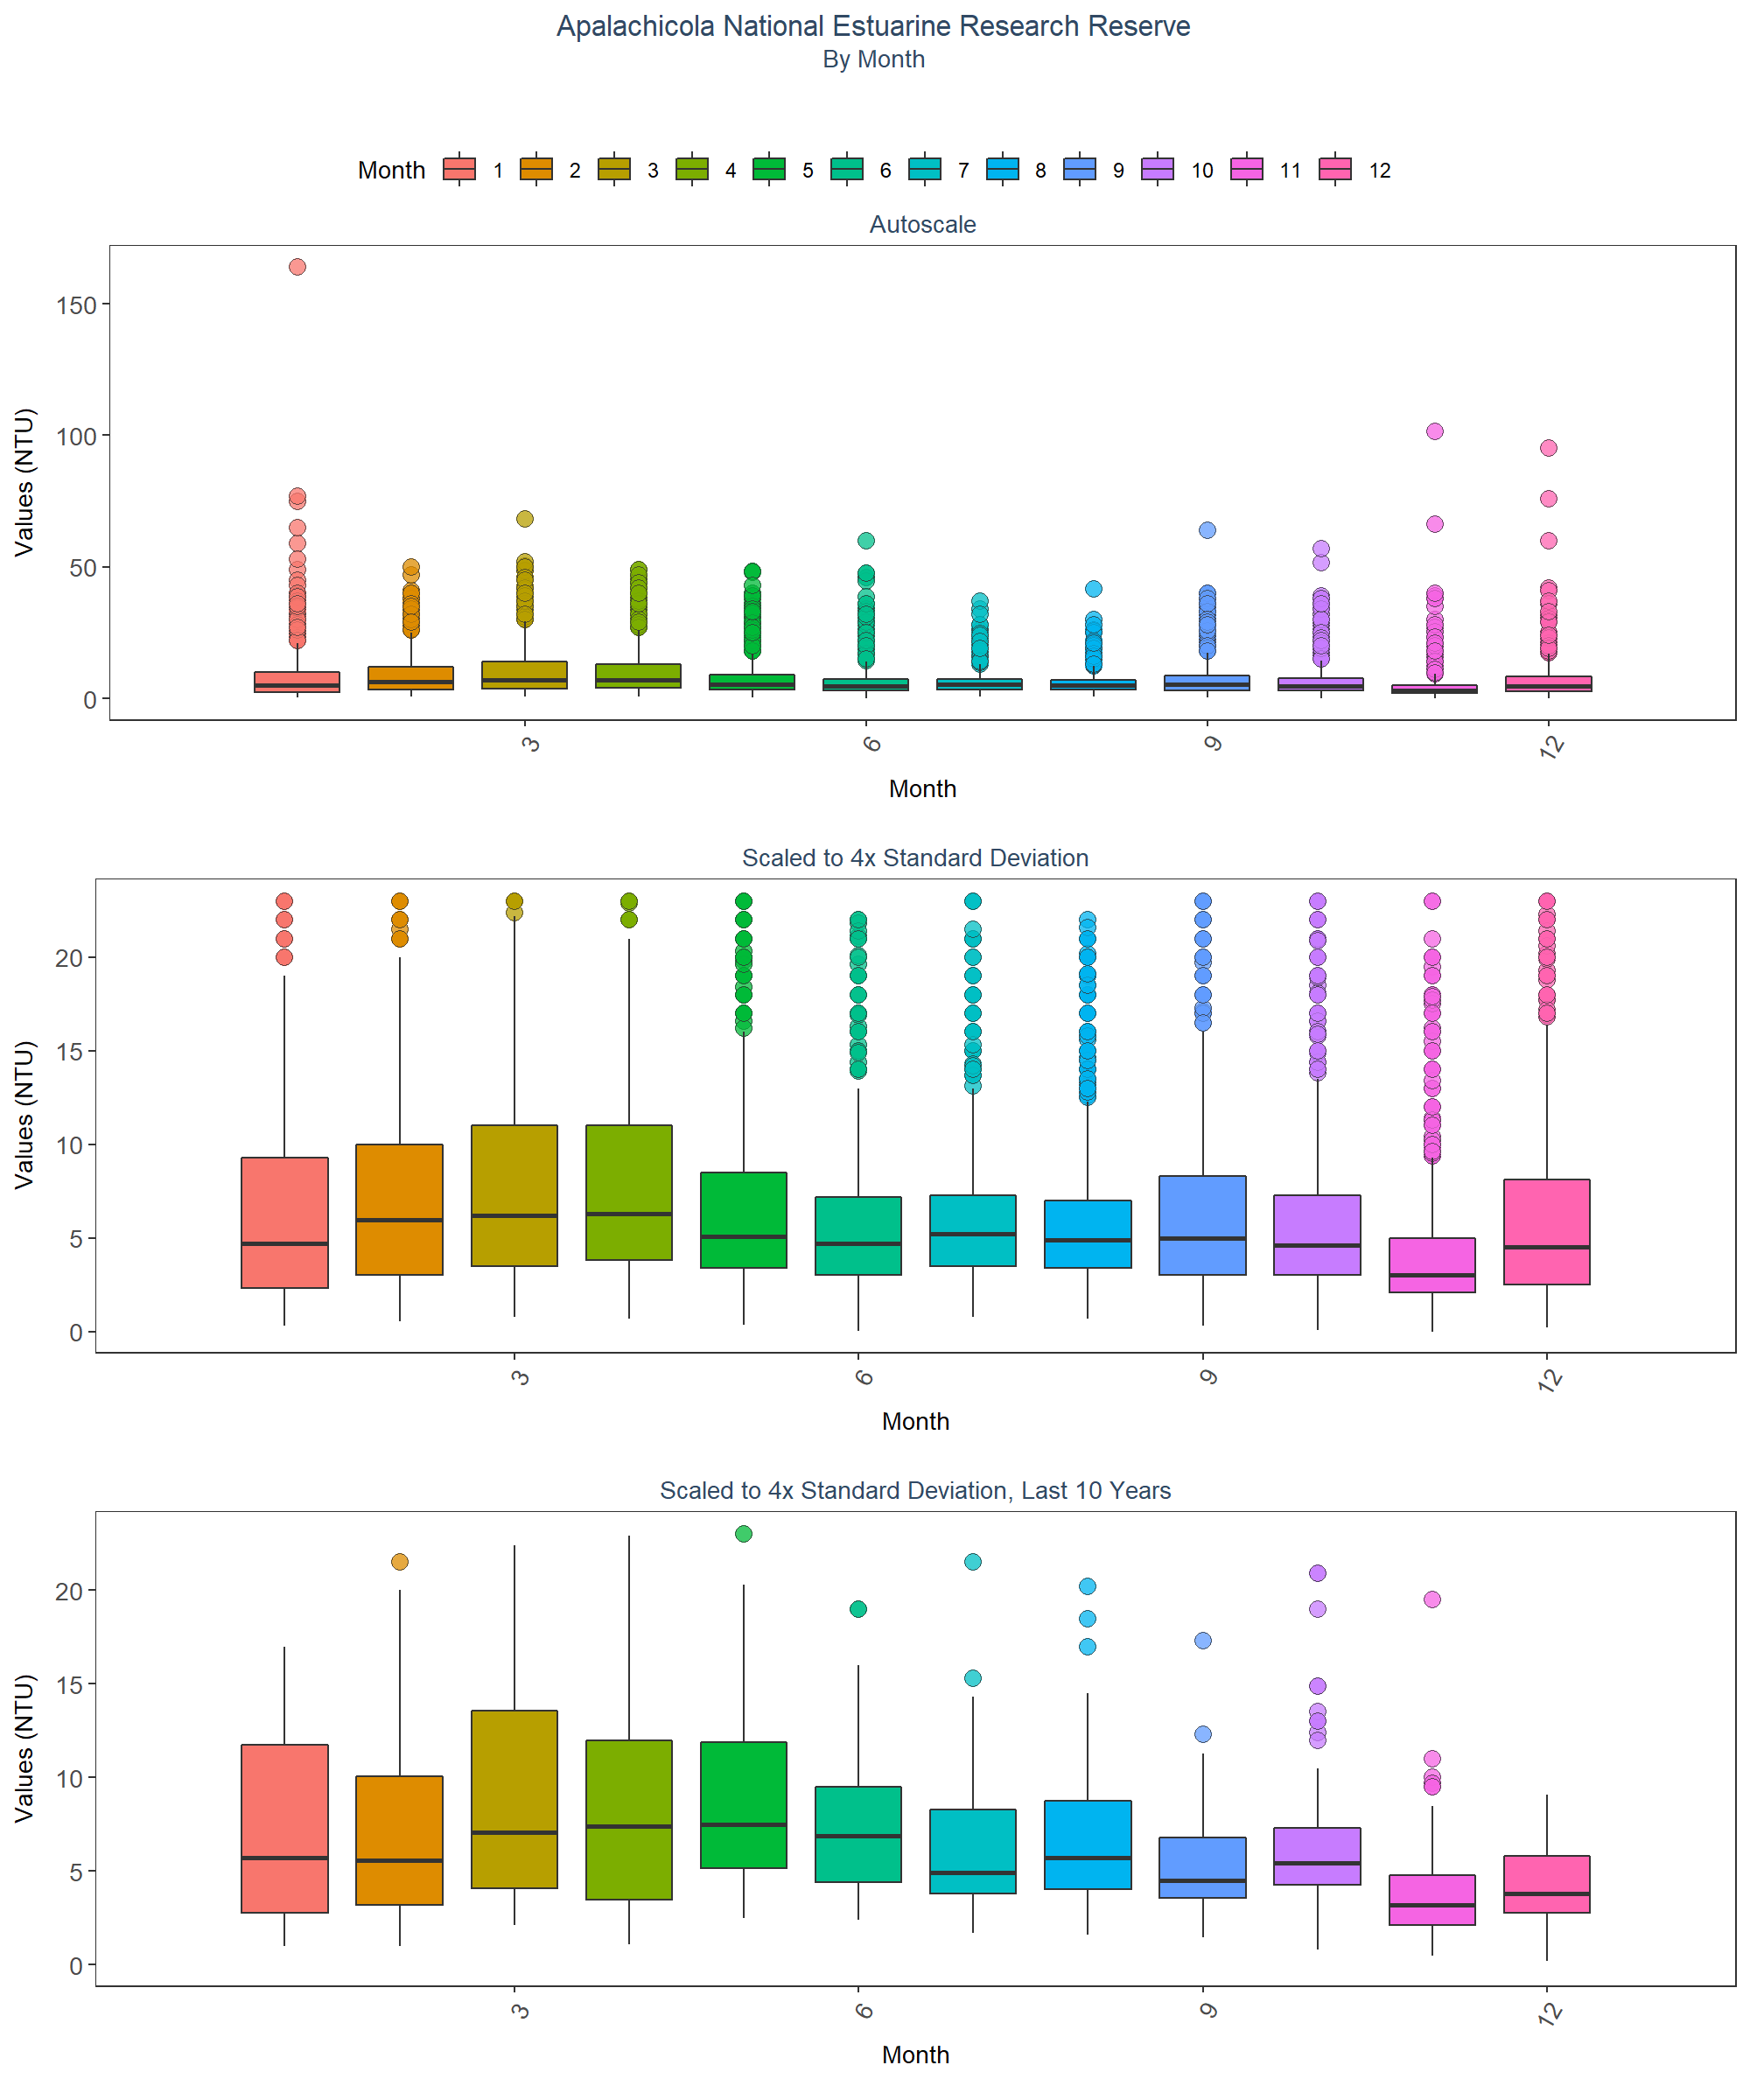 Apalachicola National Estuarine Research Reserve
By Month
Month 1 2 3 4 5 6 7 8 9 10 11 12
Autoscale
Values (NTU)
150
100
50
0
3 6 9 12
Month
Scaled to 4x Standard Deviation
Values (NTU)
20
15
10
5
0
3 6 9 12
Month
Scaled to 4x Standard Deviation, Last 10 Years
Values (NTU)
20
15
10
5
0
3 6 9 12
Month